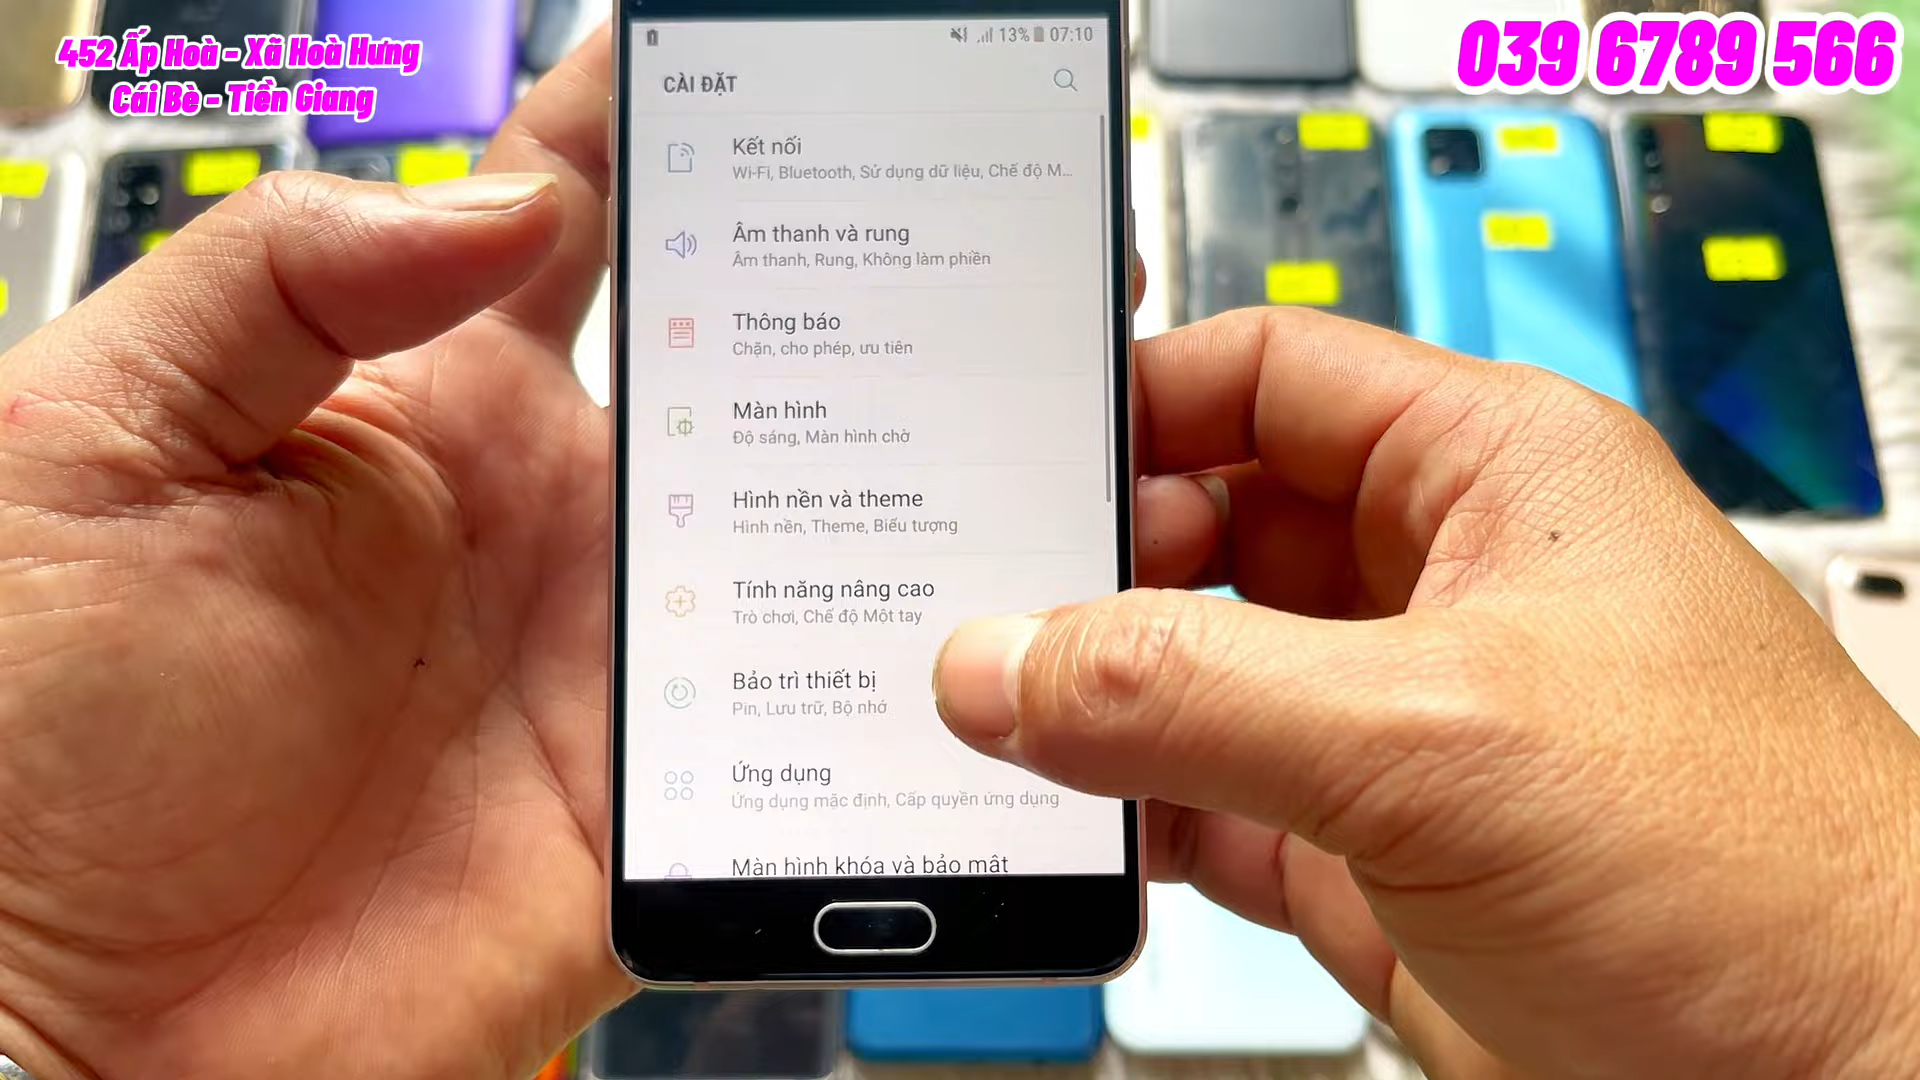 452 Ấp Hoà - Xã Hoà Hưng
Cái Bè - Tiền Giang
039 6789 566
13% 07:10
CÀI ĐẶT
Kết nối
Wi-Fi, Bluetooth, Sử dụng dữ liệu, Chế độ M...
Âm thanh và rung
Âm thanh, Rung, Không làm phiền
Thông báo
Chặn, cho phép, ưu tiên
Màn hình
Độ sáng, Màn hình chờ
Hình nền và theme
Hình nền, Theme, Biểu tượng
Tính năng nâng cao
Trò chơi, Chế độ Một tay
Bảo trì thiết bị
Pin, Lưu trữ, Bộ nhớ
Ứng dụng
Ứng dụng mặc định, Cấp quyền ứng dụng
Màn hình khóa và bảo mật